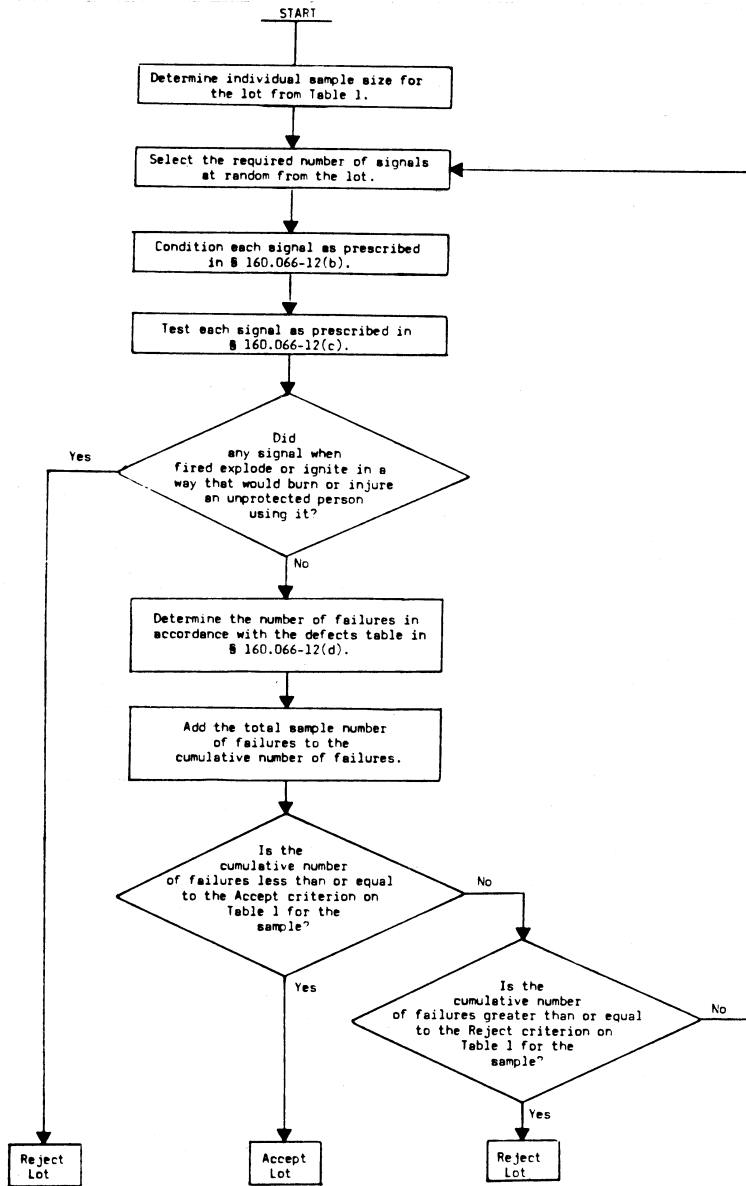 START
Determine individual sample size for
the lot from Table 1.
Select the required number of signals
at random from the lot.
Condition each signal as prescribed
in § 160.066-12(b).
Test each signal as prescribed in
§ 160.066-12(c).
Did
any signal when
fired explode or ignite in a
way that would burn or injure
an unprotected person
using it?
Yes
No
Determine the number of failures in
accordance with the defects table in
§ 160.066-12(d).
Add the total sample number
of failures to the
cumulative number of failures.
Is the
cumulative number
of failures less than or equal
to the Accept criterion on
Table 1 for the
sample?
No
Yes
Is the
cumulative number
of failures greater than or equal
to the Reject criterion on
Table 1 for the
sample?
No
Yes
Reject
Lot
Accept
Lot
Reject
Lot